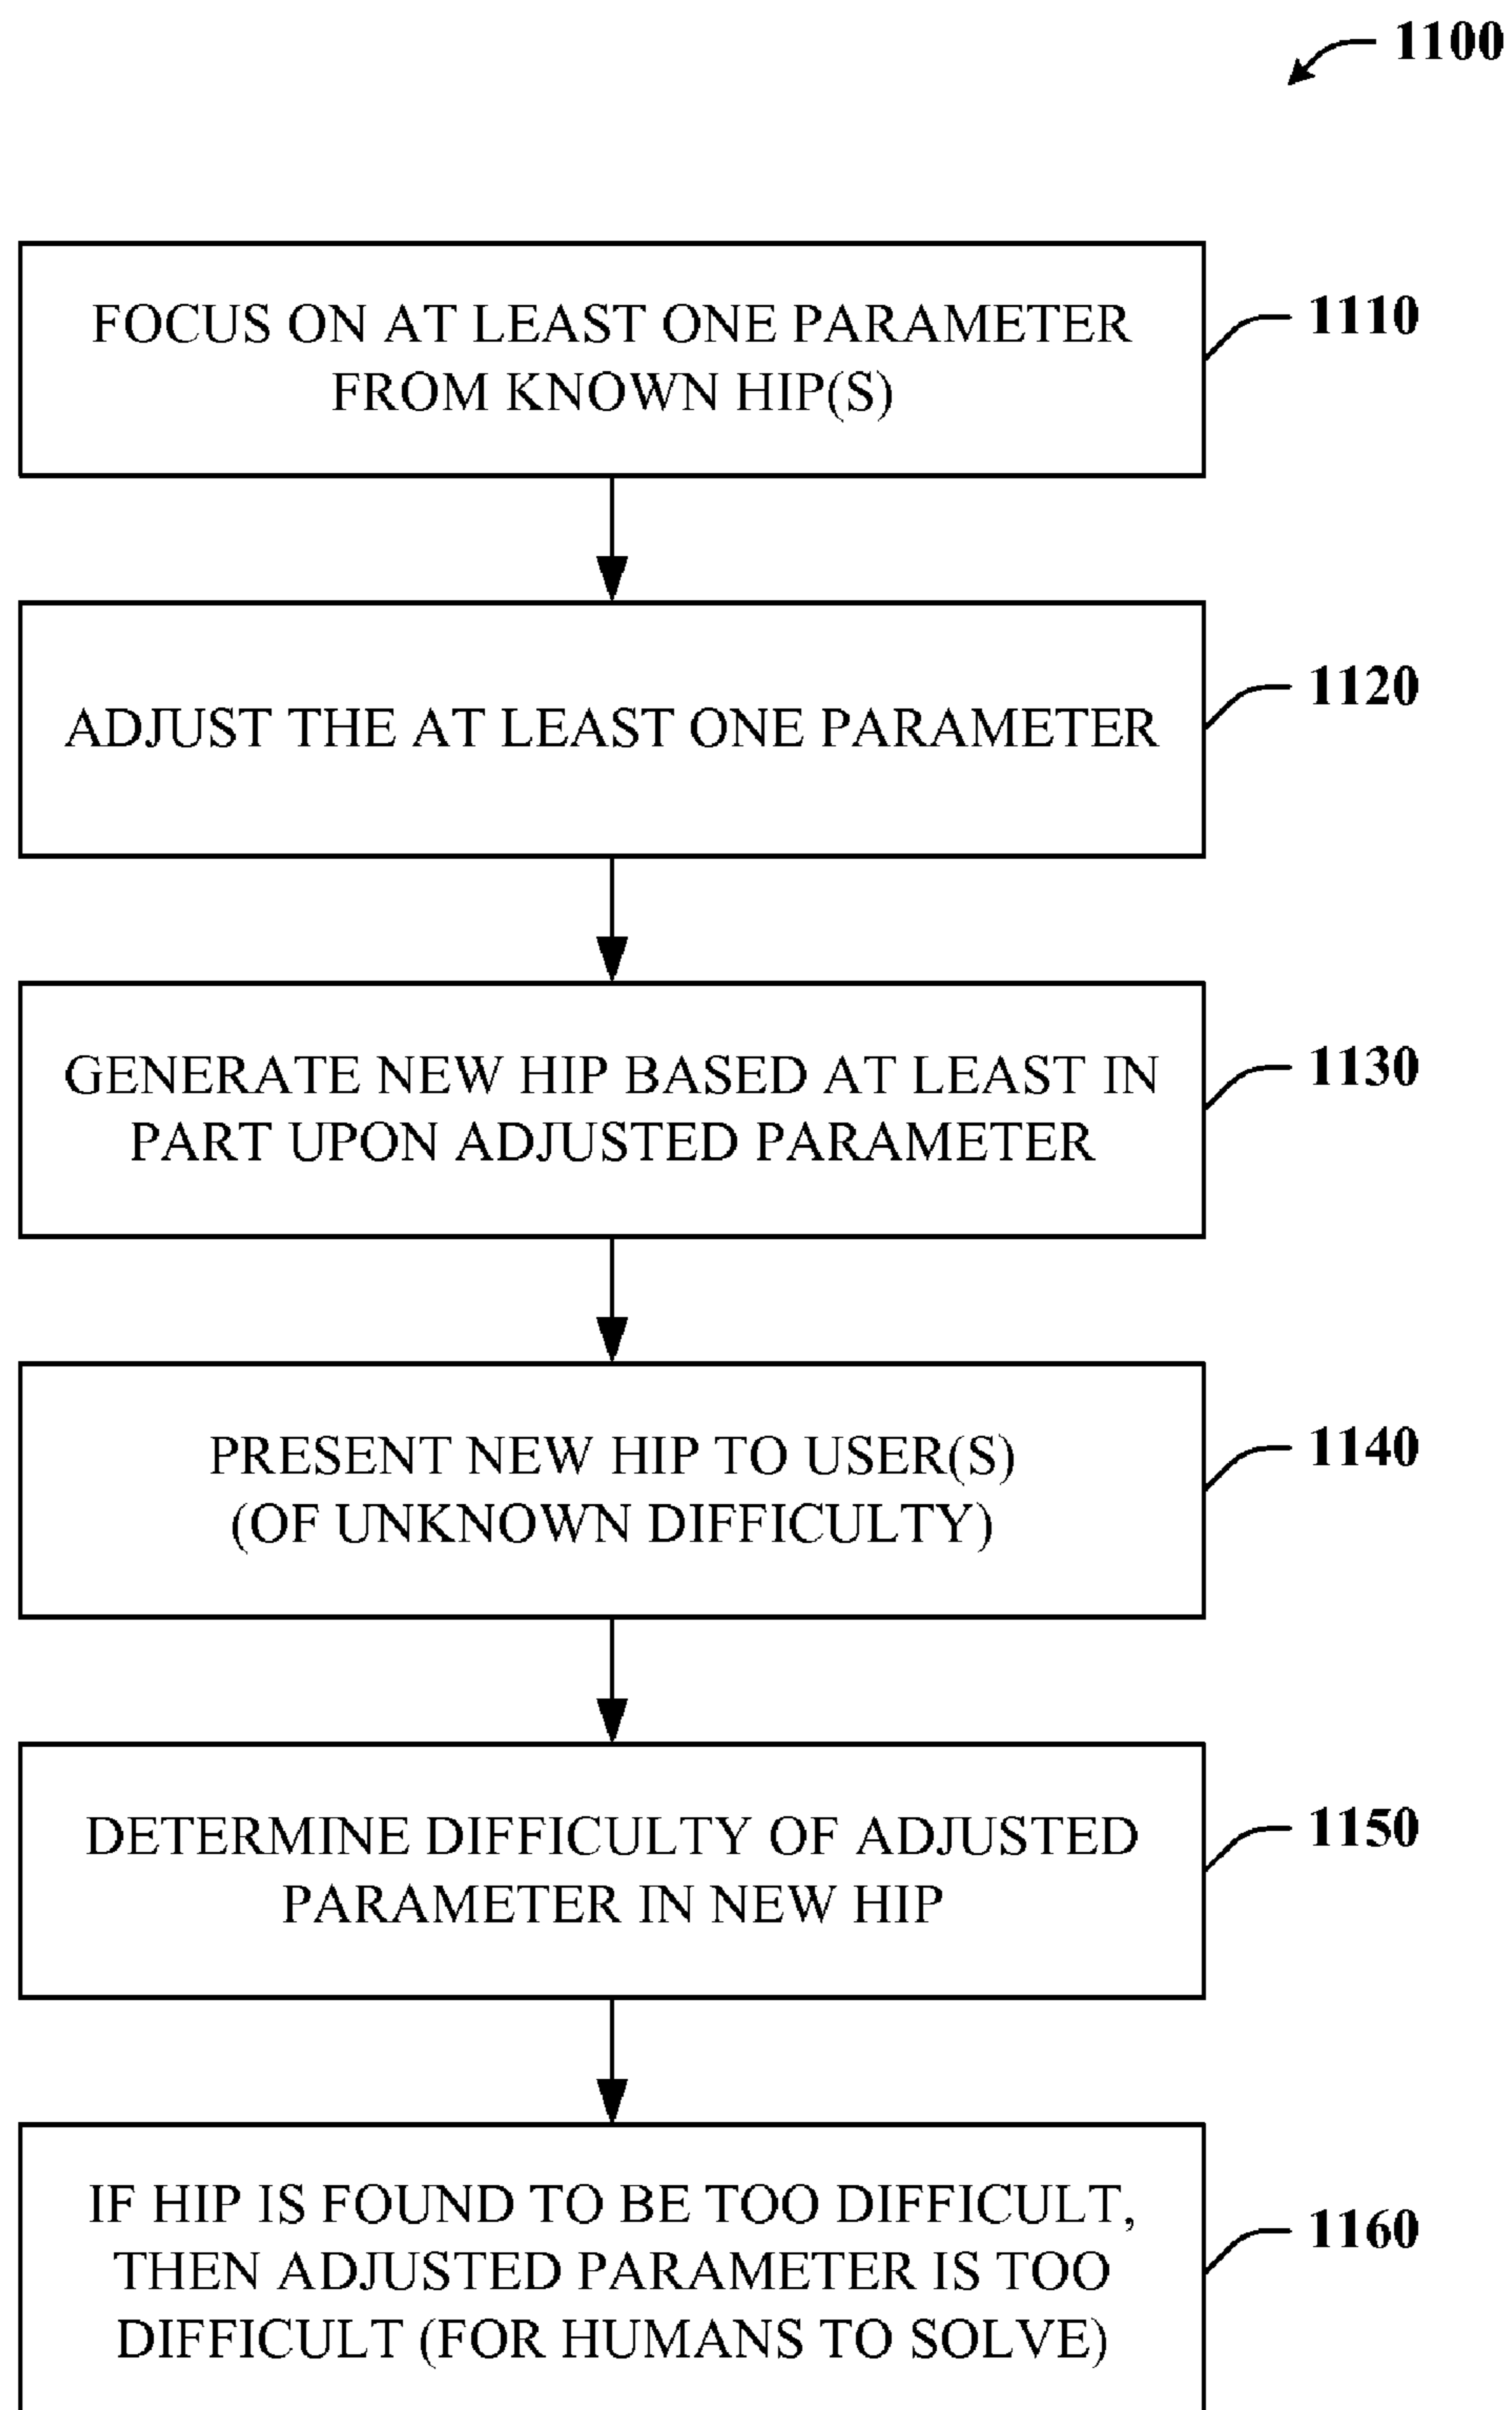 1100
FOCUS ON AT LEAST ONE PARAMETER
FROM KNOWN HIP(S)
1110
ADJUST THE AT LEAST ONE PARAMETER
1120
GENERATE NEW HIP BASED AT LEAST IN
PART UPON ADJUSTED PARAMETER
1130
PRESENT NEW HIP TO USER(S)
(OF UNKNOWN DIFFICULTY)
1140
DETERMINE DIFFICULTY OF ADJUSTED
PARAMETER IN NEW HIP
1150
IF HIP IS FOUND TO BE TOO DIFFICULT,
THEN ADJUSTED PARAMETER IS TOO
DIFFICULT (FOR HUMANS TO SOLVE)
1160